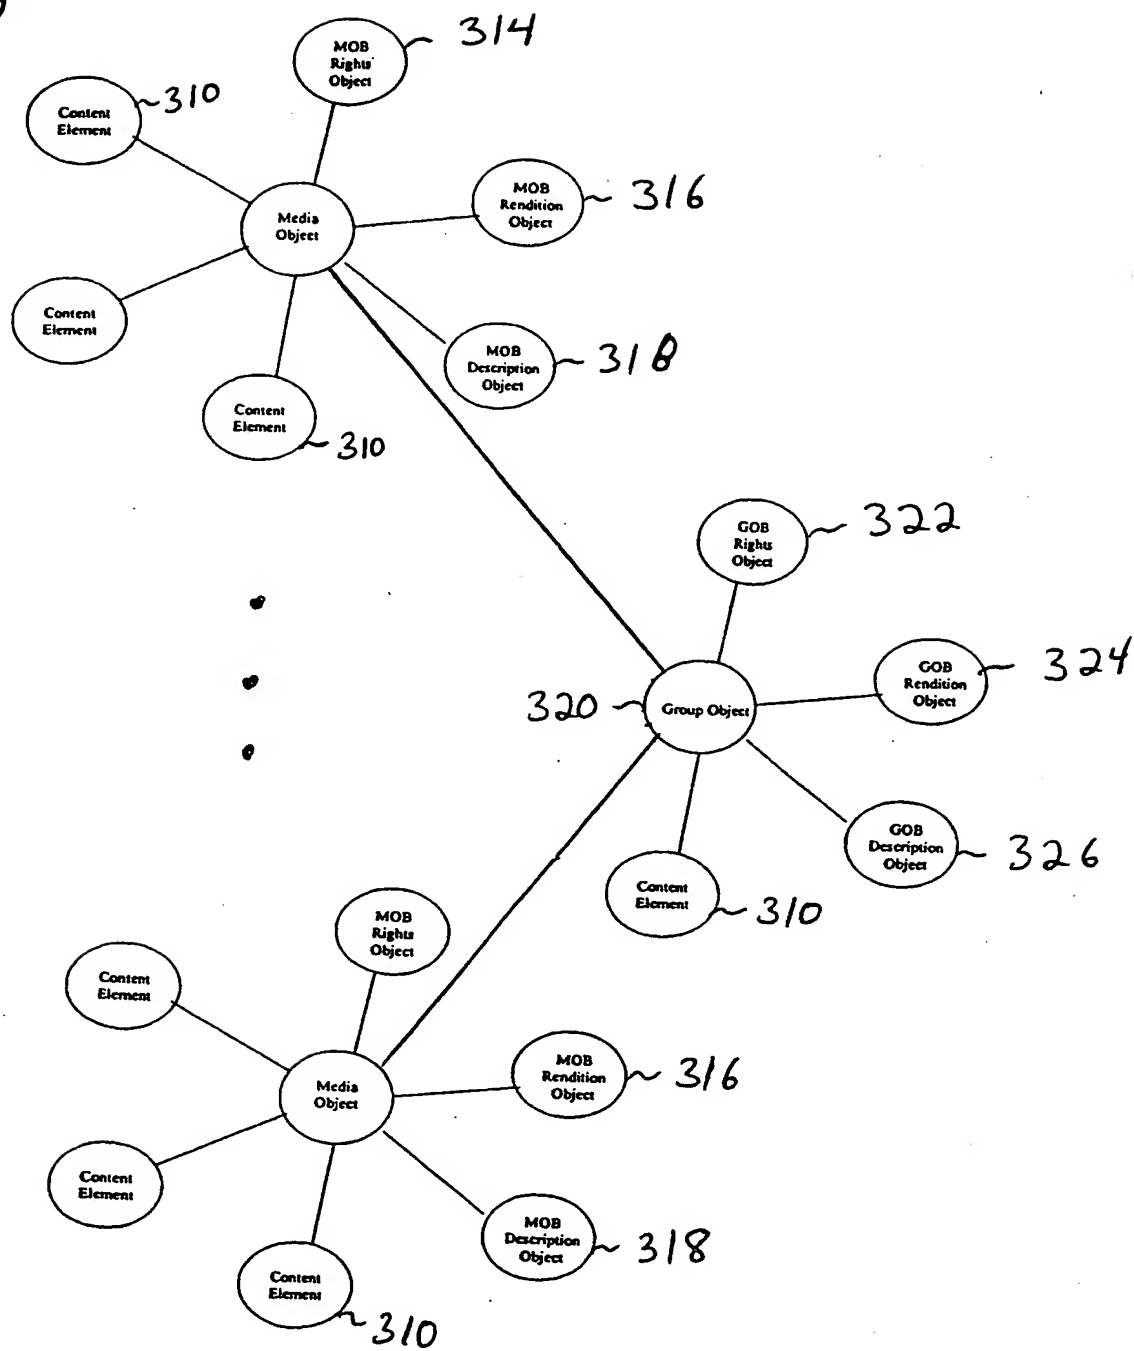 MOB
Rights
Object
314
Content
Element
310
MOB
Rendition
Object
316
Media
Object
Content
Element
MOB
Description
Object
318
Content
Element
310
GOB
Rights
Object
322
GOB
Rendition
Object
324
320
Group Object
GOB
Description
Object
326
Content
Element
310
MOB
Rights
Object
Content
Element
MOB
Rendition
Object
316
Media
Object
Content
Element
MOB
Description
Object
318
Content
Element
310